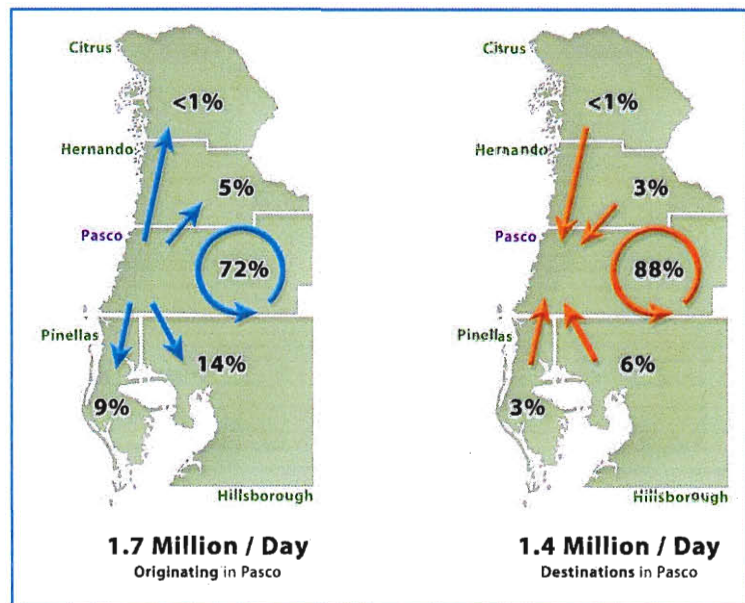 Citrus
<1%
Hernando
5%
Pasco
72%
Pinellas
14%
9%
Hillsborough
1.7 Million / Day
Originating in Pasco
Citrus
<1%
Hernando
3%
Pasco
88%
Pinellas
6%
3%
Hillsborough
1.4 Million / Day
Destinations in Pasco